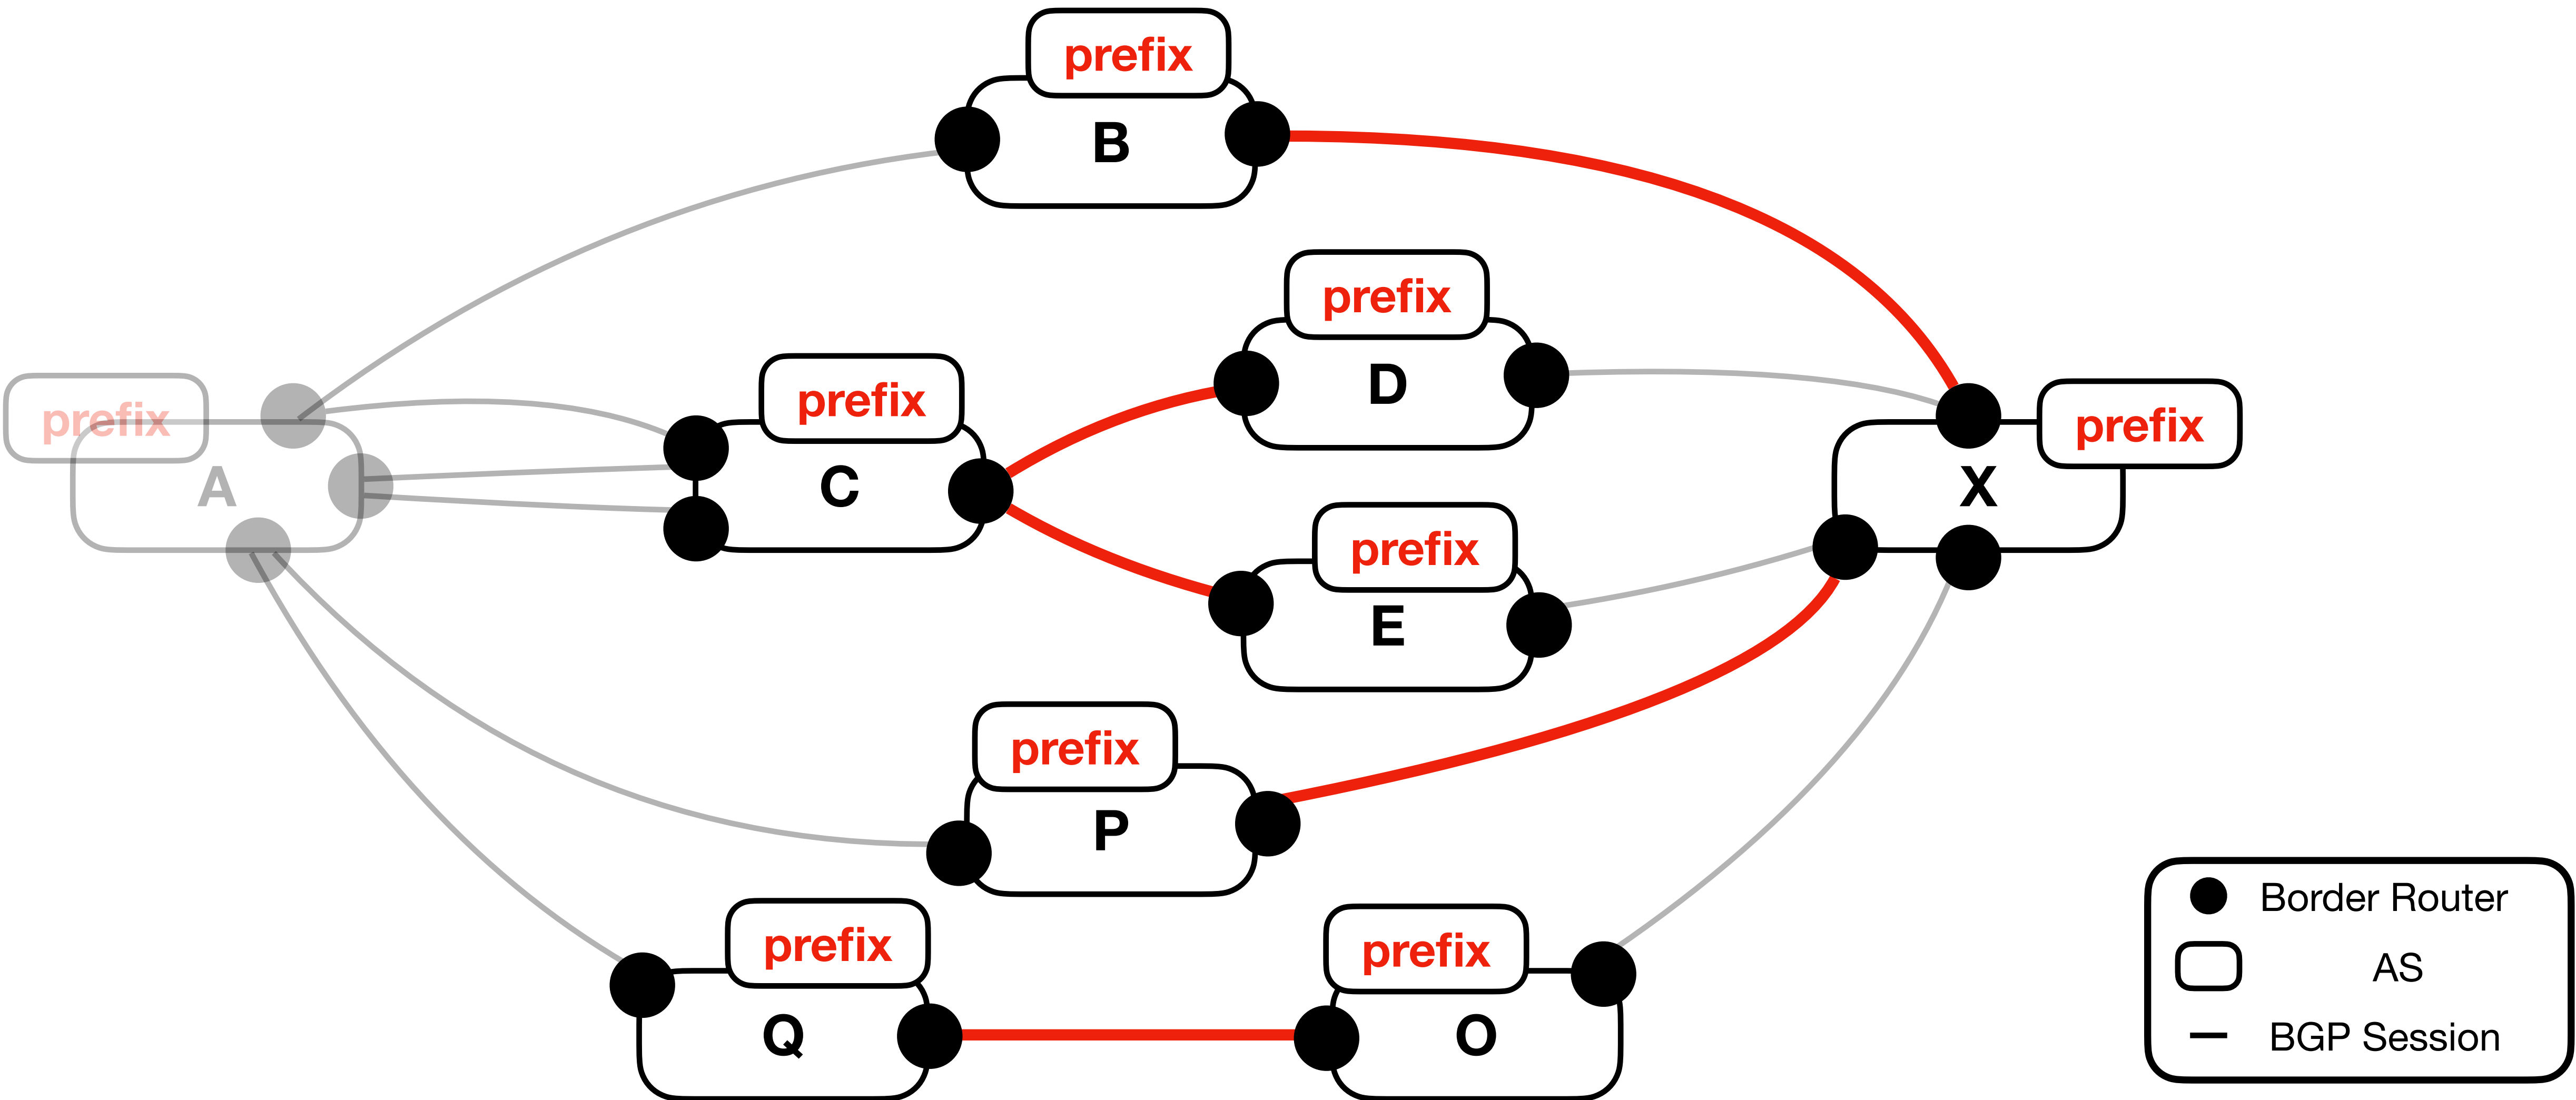 prefix
B
prefix
D
prefix
C
prefix
A
prefix
X
prefix
E
prefix
P
prefix
Q
prefix
O
Border Router
AS
BGP Session